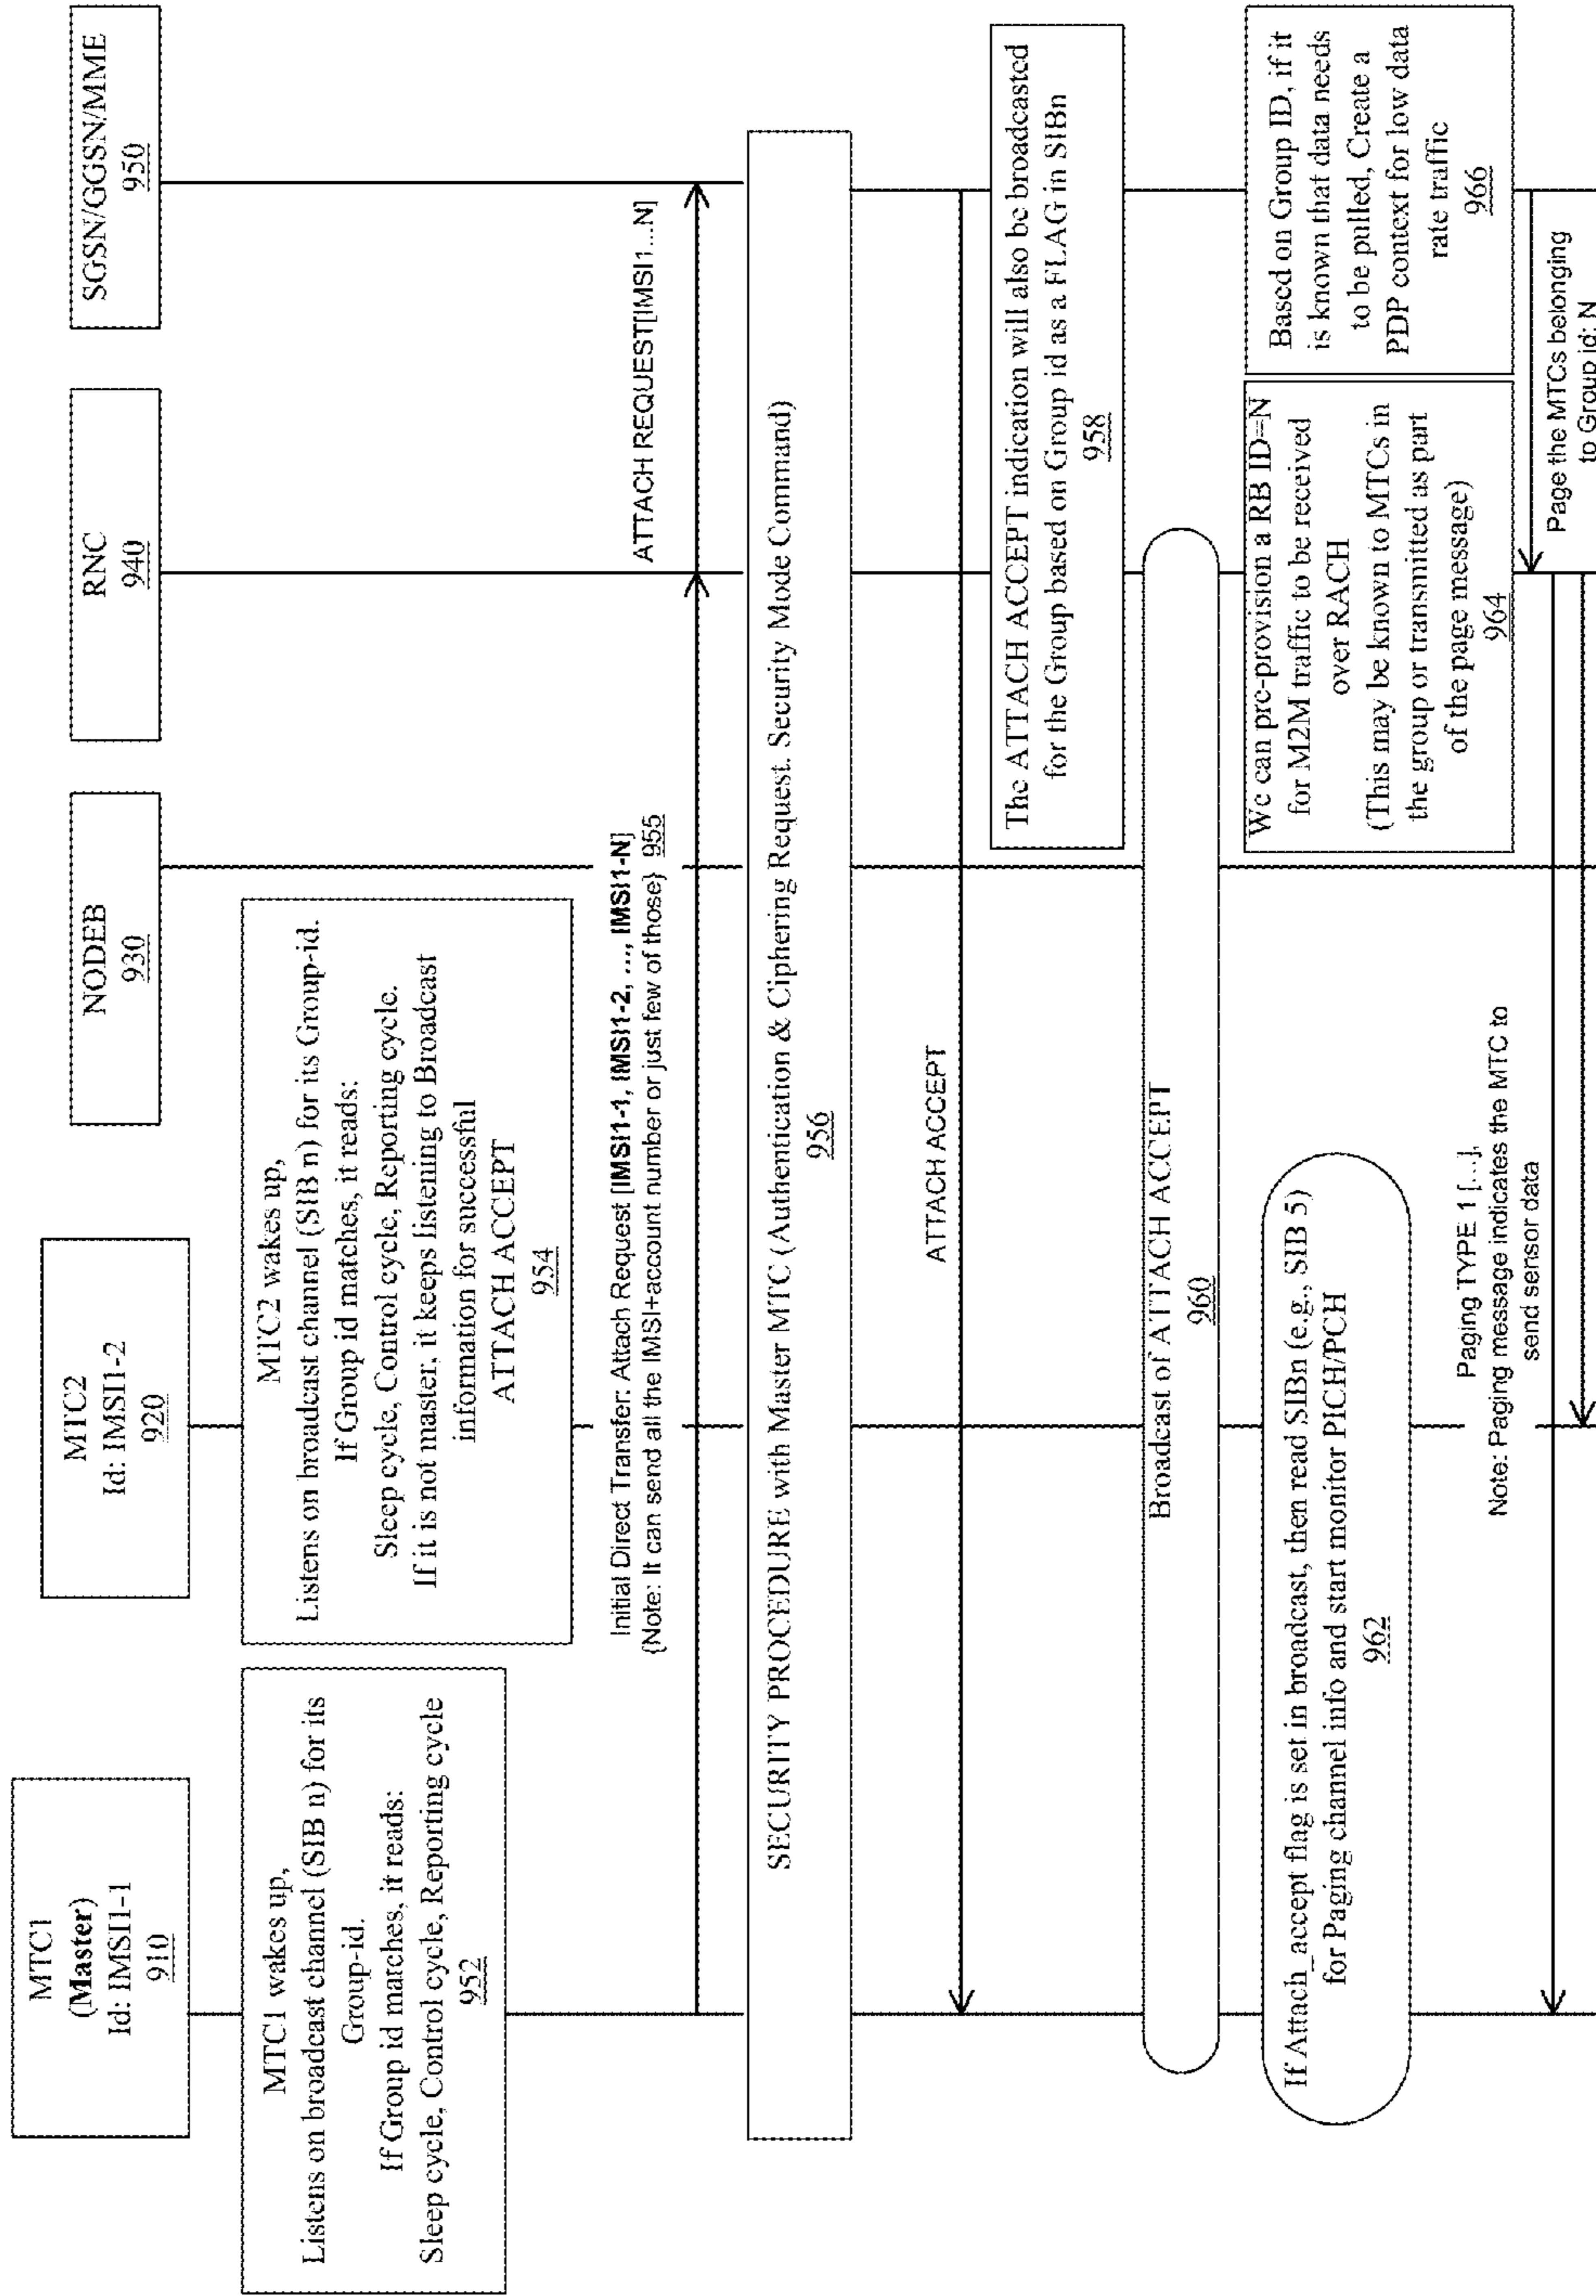 MTC1
(Master)
Id: IMSI1-1
910
MTC2
Id: IMSI1-2
920
NODEB
930
RNC
940
SGSN/GGSN/MME
950
MTC1 wakes up,
Listens on broadcast channel (SIB n) for its
Group-id.
If Group id matches, it reads:
Sleep cycle, Control cycle, Reporting cycle
952
MTC2 wakes up,
Listens on broadcast channel (SIB n) for its Group-id.
If Group id matches, it reads:
Sleep cycle, Control cycle, Reporting cycle.
If it is not master, it keeps listening to Broadcast
information for successful
ATTACH ACCEPT
954
Initial Direct Transfer: Attach Request [IMSI1-1, IMSI1-2, ..., IMSI1-N]
(Note: It can send all the IMSI+account number or just few of those} 955
ATTACH REQUEST[IMSI1...N]
SECURITY PROCEDURE with Master MTC (Authentication & Ciphering Request. Security Mode Command)
956
ATTACH ACCEPT
The ATTACH ACCEPT indication will also be broadcasted
for the Group based on Group id as a FLAG in SIBn
958
Broadcast of ATTACH ACCEPT
960
If Attach_accept flag is set in broadcast, then read SIBn (e.g., SIB 5)
for Paging channel info and start monitor PICH/PCH
962
We can pre-provision a RB ID=N
for M2M traffic to be received
over RACH
(This may be known to MTCs in
the group or transmitted as part
of the page message)
964
Based on Group ID, if it
is known that data needs
to be pulled, Create a
PDP context for low data
rate traffic
966
Page the MTCs belonging
to Group id: N
Paging TYPE 1 [...],
Note: Paging message indicates the MTC to
send sensor data